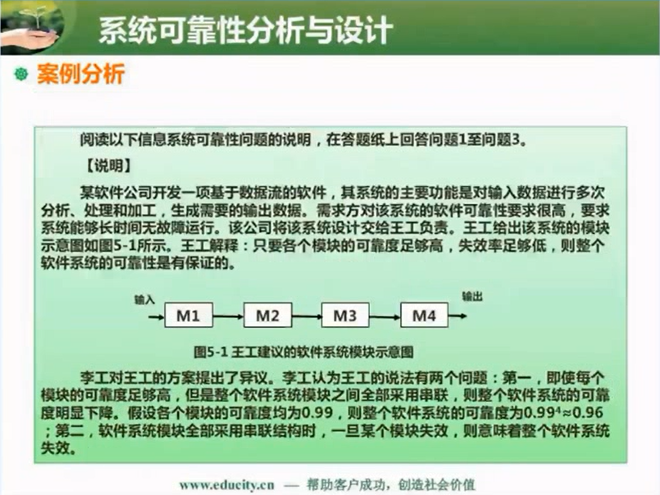 系统可靠性分析与设计
案例分析
阅读以下信息系统可靠性问题的说明，在答题纸上回答问题1至问题3。
【说明】
某软件公司开发一项基于数据流的软件，其系统的主要功能是对输入数据进行多次
分析、处理和加工，生成需要的输出数据。需求方对该系统的软件可靠性要求很高，要求
系统能够长时间无故障运行。该公司将该系统设计交给王工负责。王工给出该系统的模块
示意图如图5-1所示。王工解释：只要各个模块的可靠度足够高，失效率足够低，则整个
软件系统的可靠性是有保证的。
输入
输出
M1 M2 M3 M4
图5-1 王工建议的软件系统模块示意图
李工对王工的方案提出了异议。李工认为王工的说法有两个问题：第一，即使每个
模块的可靠度足够高，但是整个软件系统模块之间全部采用串联，则整个软件系统的可靠
度明显下降。假设各个模块的可靠度均为0.99，则整个软件系统的可靠度为0.99⁴≈0.96
；第二，软件系统模块全部采用串联结构时，一旦某个模块失效，则意味着整个软件系统
失效。
www.educity.cn — 帮助客户成功，创造社会价值